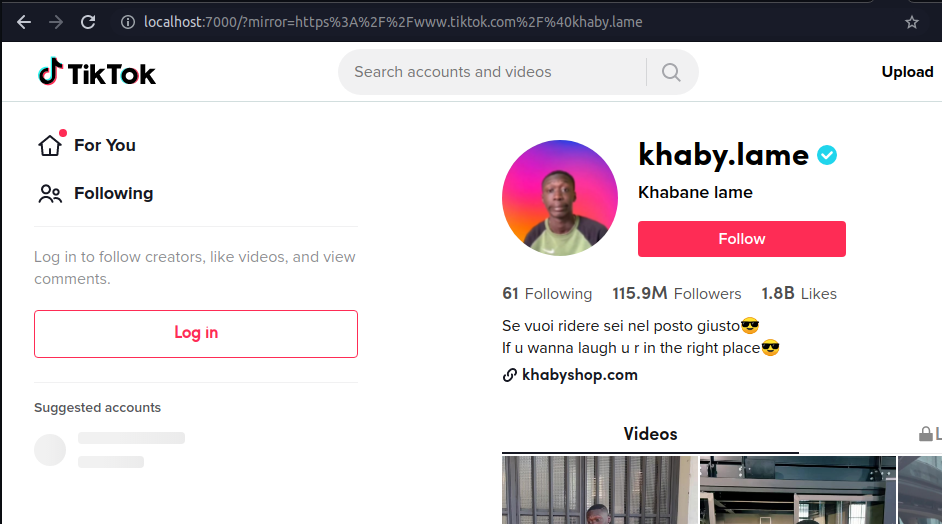 localhost:7000/?mirror=https%3A%2F%2Fwww.tiktok.com%2F%40khaby.lame
TikTok
Search accounts and videos
Upload
For You
Following
Log in to follow creators, like videos, and view
comments.
Log in
Suggested accounts
khaby.lame
Khabane lame
Follow
61 Following 115.9M Followers 1.8B Likes
Se vuoi ridere sei nel posto giusto😎
If u wanna laugh u r in the right place😎
khabyshop.com
Videos